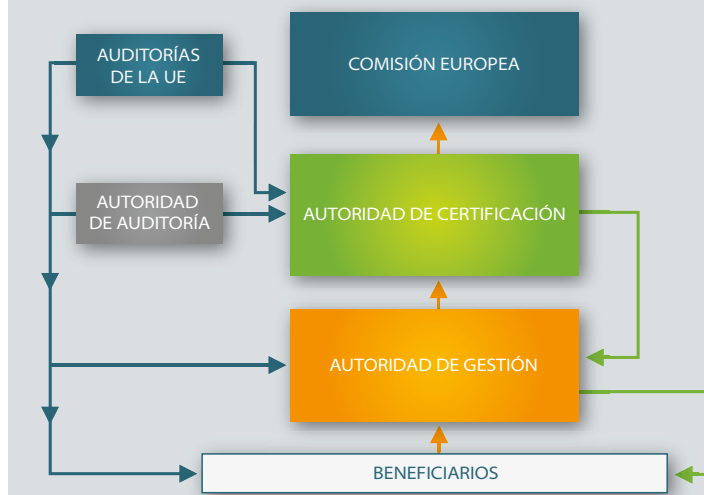 AUDITORÍAS
DE LA UE
COMISIÓN EUROPEA
AUTORIDAD
DE AUDITORÍA
AUTORIDAD DE CERTIFICACIÓN
AUTORIDAD DE GESTIÓN
BENEFICIARIOS